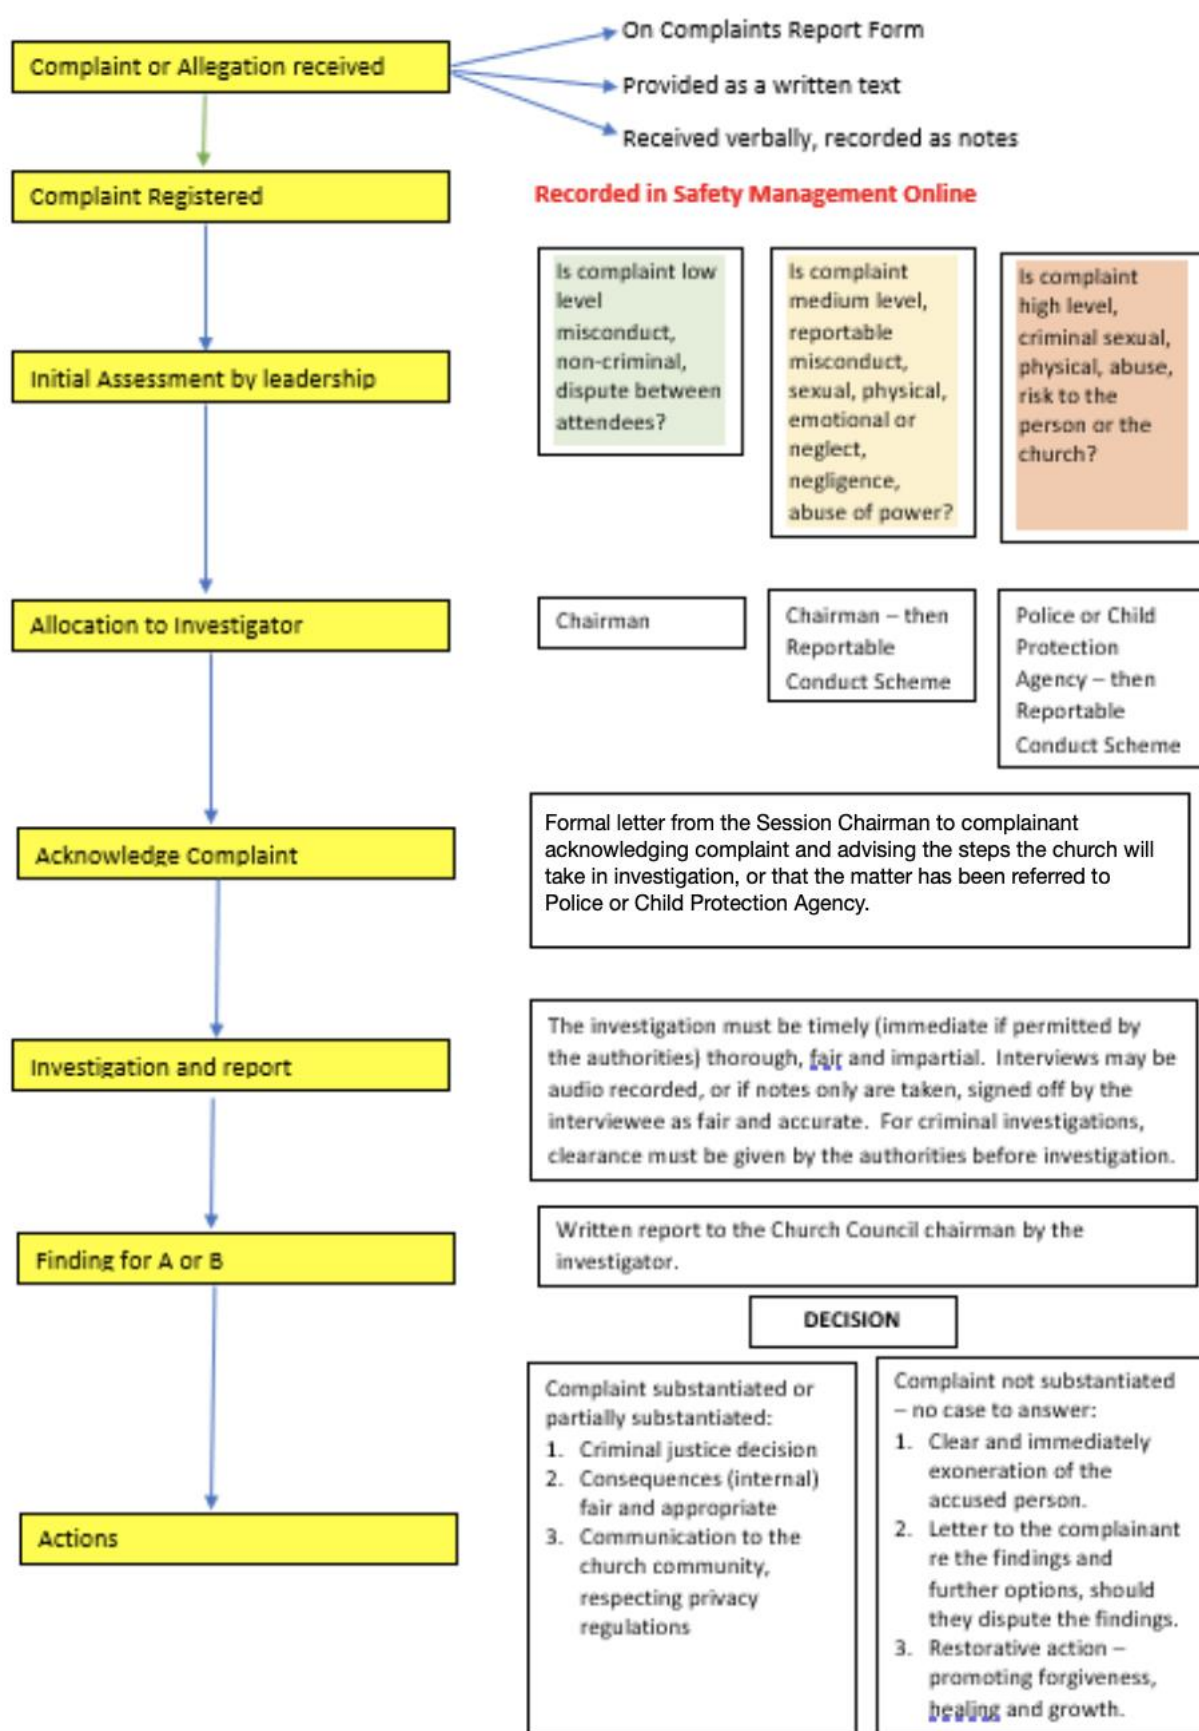 Complaint or Allegation received
On Complaints Report Form
Provided as a written text
Received verbally, recorded as notes
Complaint Registered
Recorded in Safety Management Online
Initial Assessment by leadership
Is complaint low
level
misconduct,
non-criminal,
dispute between
attendees?
Is complaint
medium level,
reportable
misconduct,
sexual, physical,
emotional or
neglect,
negligence,
abuse of power?
Is complaint
high level,
criminal sexual,
physical, abuse,
risk to the
person or the
church?
Allocation to Investigator
Chairman
Chairman – then
Reportable
Conduct Scheme
Police or Child
Protection
Agency – then
Reportable
Conduct Scheme
Acknowledge Complaint
Formal letter from the Session Chairman to complainant
acknowledging complaint and advising the steps the church will
take in investigation, or that the matter has been referred to
Police or Child Protection Agency.
Investigation and report
The investigation must be timely (immediate if permitted by
the authorities) thorough, fair and impartial. Interviews may be
audio recorded, or if notes only are taken, signed off by the
interviewee as fair and accurate. For criminal investigations,
clearance must be given by the authorities before investigation.
Finding for A or B
Written report to the Church Council chairman by the
investigator.
DECISION
Actions
Complaint substantiated or
partially substantiated:
1. Criminal justice decision
2. Consequences (internal)
fair and appropriate
3. Communication to the
church community,
respecting privacy
regulations
Complaint not substantiated
– no case to answer:
1. Clear and immediately
exoneration of the
accused person.
2. Letter to the complainant
re the findings and
further options, should
they dispute the findings.
3. Restorative action –
promoting forgiveness,
healing and growth.